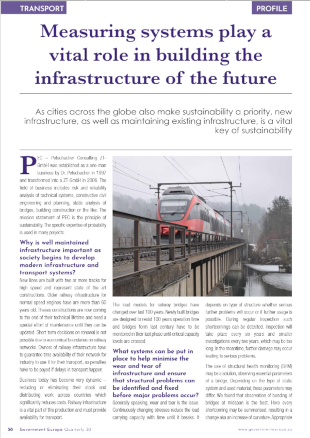 TRANSPORT
PROFILE
Measuring systems play a
vital role in building the
infrastructure of the future
As cities across the globe also make sustainability a priority, new
infrastructure, as well as maintaining existing infrastructure, is a vital
key of sustainability
PEC – Petschacher Consulting ZT-
GmbH was established as a one man
business by Dr. Petschacher in 1997
and transformed into a ZT-GmbH in 2008. The
field of business includes risk and reliability
analysis of technical systems, constructive civil
engineering and planning, static analysis of
bridges, building construction or the like. The
mission statement of PEC is the principle of
sustainability. The specific expertise of probability
is used in many projects.
Why is well maintained
infrastructure important as
society begins to develop
modern infrastructure and
transport systems?
New lines are built with two or more tracks for
high speed and represent state of the art
constructions. Older railway infrastructure for
normal speed regimes have are more than 60
years old. These constructions are now coming
to the end of their technical lifetime and need a
special effort of maintenance until they can be
replaced. Short term decisions on renewal is not
possible due to economical boundaries on railway
networks. Owners of railway infrastructure have
to guarantee total availability of their network for
industry to use it for their transport, as penalties
have to be payed if delays in transport happen.
Business today has become very dynamic –
reducing or eliminating their stock and
distributing work across countries which
significantly reduces costs. Railway infrastructure
is a vital part of this production and must provide
availability for transport.
The load models for railway bridges have
changed over last 100 years. Newly built bridges
are designed to resist 100 years operation time
and bridges form last century have to be
monitored in their last phase until critical capacity
levels are crossed.
What systems can be put in
place to help minimise the
wear and tear of
infrastructure and ensure
that structural problems can
be identified and fixed
before major problems occur?
Generally speaking, wear and tear is the issue.
Continuously changing stresses reduce the load
carrying capacity with time until it breaks. It
depends on type of structure whether serious
further problems will occur or if further usage is
possible. During regular inspection such
shortcomings can be detected. Inspection will
take place every six years and smaller
investigations every two years, which may be too
long. In the meantime, further damage may occur
leading to serious problems.
The use of structural health monitoring (SHM)
may be a solution, observing essential parameters
of a bridge. Depending on the type of static
system and used material, these parameters may
differ. We found that observation of bending of
bridges at midspan is the best. Here every
shortcoming may be summarised, resulting in a
change via an increase of curvature. Appropriate
50 Government Europa Quarterly 30
www.governmenteuropa.eu